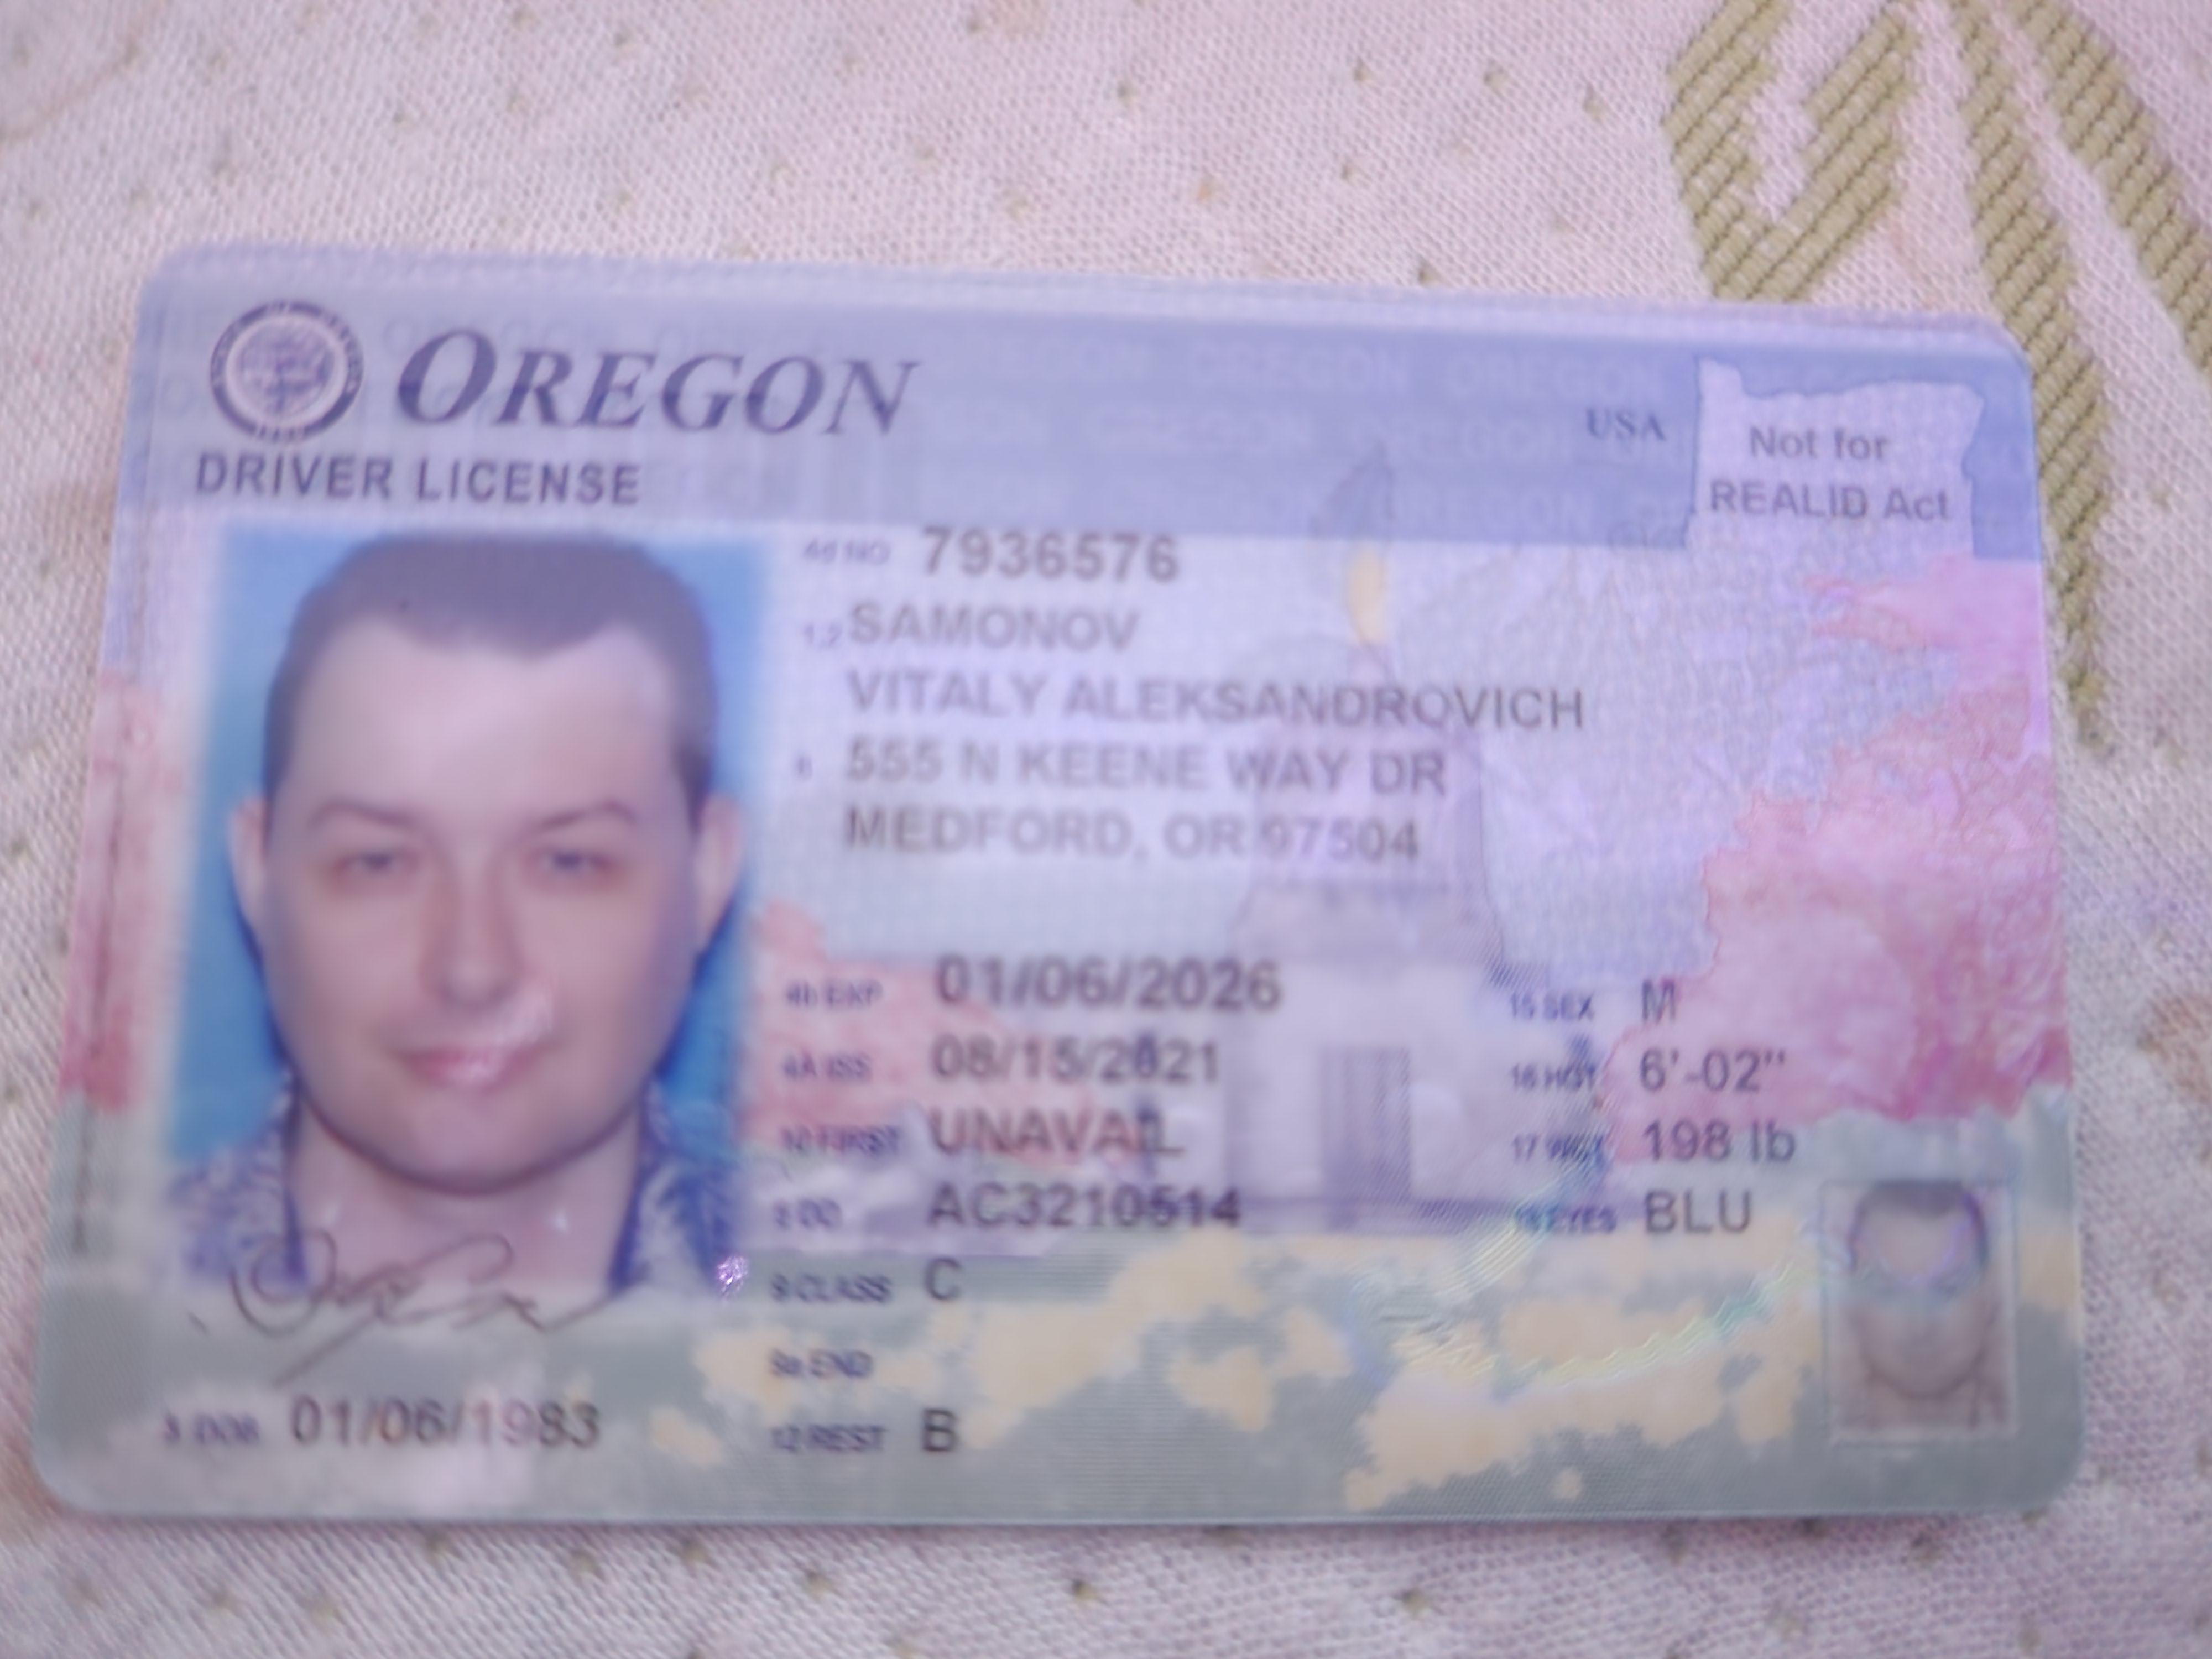 OREGON
USA
Not for
REALID Act
DRIVER LICENSE
4d NO 7936576
1,2 SAMONOV
VITALY ALEKSANDROVICH
8 555 N KEENE WAY DR
MEDFORD, OR 97504
4b EXP 01/06/2026
15 SEX M
4A ISS 08/15/2021
16 HGT 6'-02"
10 FIRST UNAVAIL
17 WGT 198 lb
5 DD AC3210514
18 EYES BLU
9 CLASS C
9a END
3 DOB 01/06/1983
12 REST B